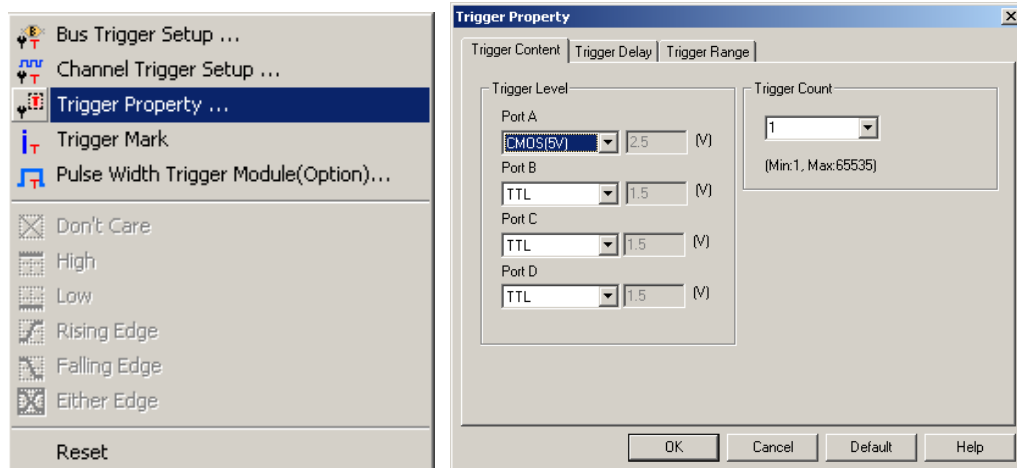 Bus Trigger Setup ...
Channel Trigger Setup ...
Trigger Property ...
Trigger Mark
Pulse Width Trigger Module(Option)...
Don't Care
High
Low
Rising Edge
Falling Edge
Either Edge
Reset
Trigger Property
Trigger Content Trigger Delay Trigger Range
Trigger Level
Port A
CMOS(5V) 2.5 (V)
Port B
TTL 1.5 (V)
Port C
TTL 1.5 (V)
Port D
TTL 1.5 (V)
Trigger Count
1
(Min:1, Max:65535)
OK Cancel Default Help